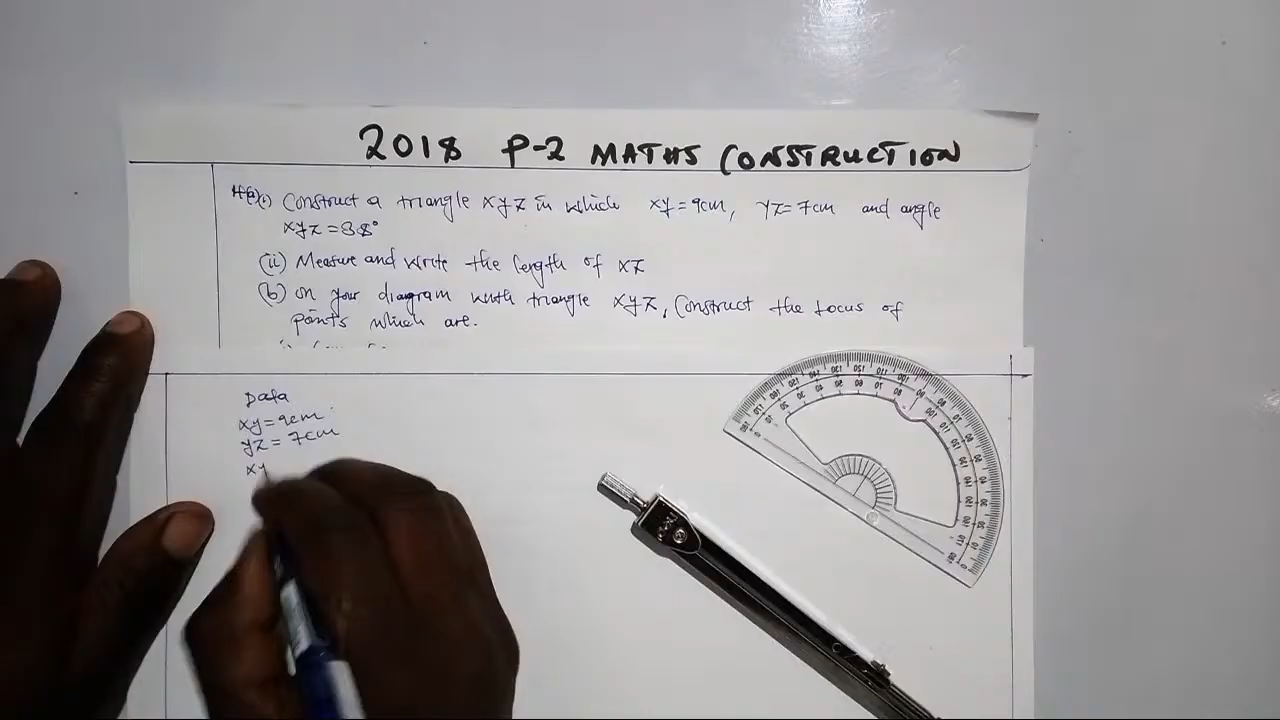 2018 P-2 MATHS CONSTRUCTION
(i) Construct a triangle XYZ in which XY = 9cm, YZ = 7cm and angle
XYZ = 38°
(ii) Measure and write the length of XZ
(b) on your diagram with triangle XYZ, Construct the locus of
points which are.
Data
XY = 9cm
YZ = 7cm
XY